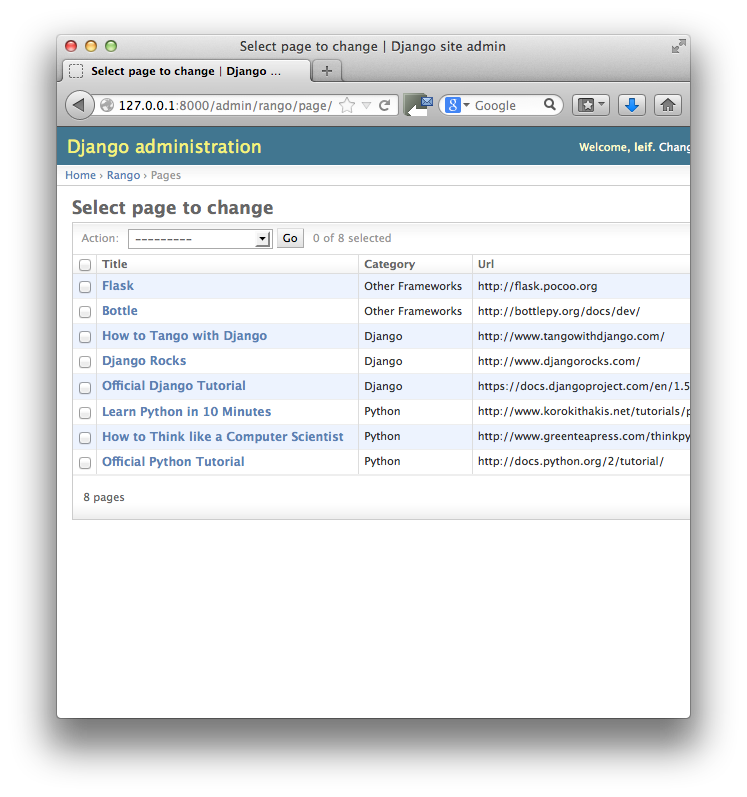 Select page to change | Django site admin
Select page to change | Django ...
127.0.0.1:8000/admin/rango/page/ Google
Django administration Welcome, leif. Chang
Home › Rango › Pages
Select page to change
Action: --------- Go 0 of 8 selected
Title Category Url
Flask Other Frameworks http://flask.pocoo.org
Bottle Other Frameworks http://bottlepy.org/docs/dev/
How to Tango with Django Django http://www.tangowithdjango.com/
Django Rocks Django http://www.djangorocks.com/
Official Django Tutorial Django https://docs.djangoproject.com/en/1.5
Learn Python in 10 Minutes Python http://www.korokithakis.net/tutorials/p
How to Think like a Computer Scientist Python http://www.greenteapress.com/thinkpy
Official Python Tutorial Python http://docs.python.org/2/tutorial/
8 pages